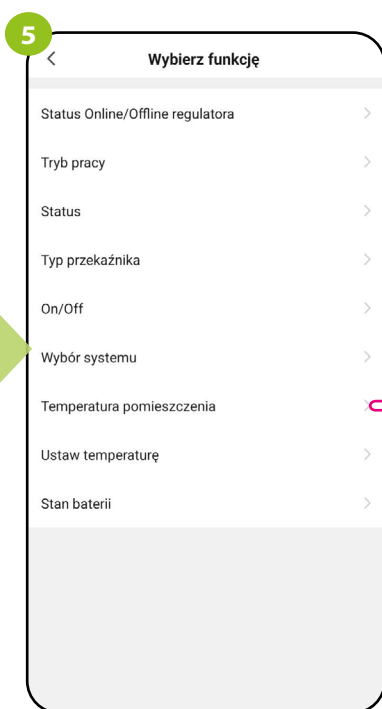 5
Wybierz funkcję
Status Online/Offline regulatora
Tryb pracy
Status
Typ przekaźnika
On/Off
Wybór systemu
Temperatura pomieszczenia
Ustaw temperaturę
Stan baterii